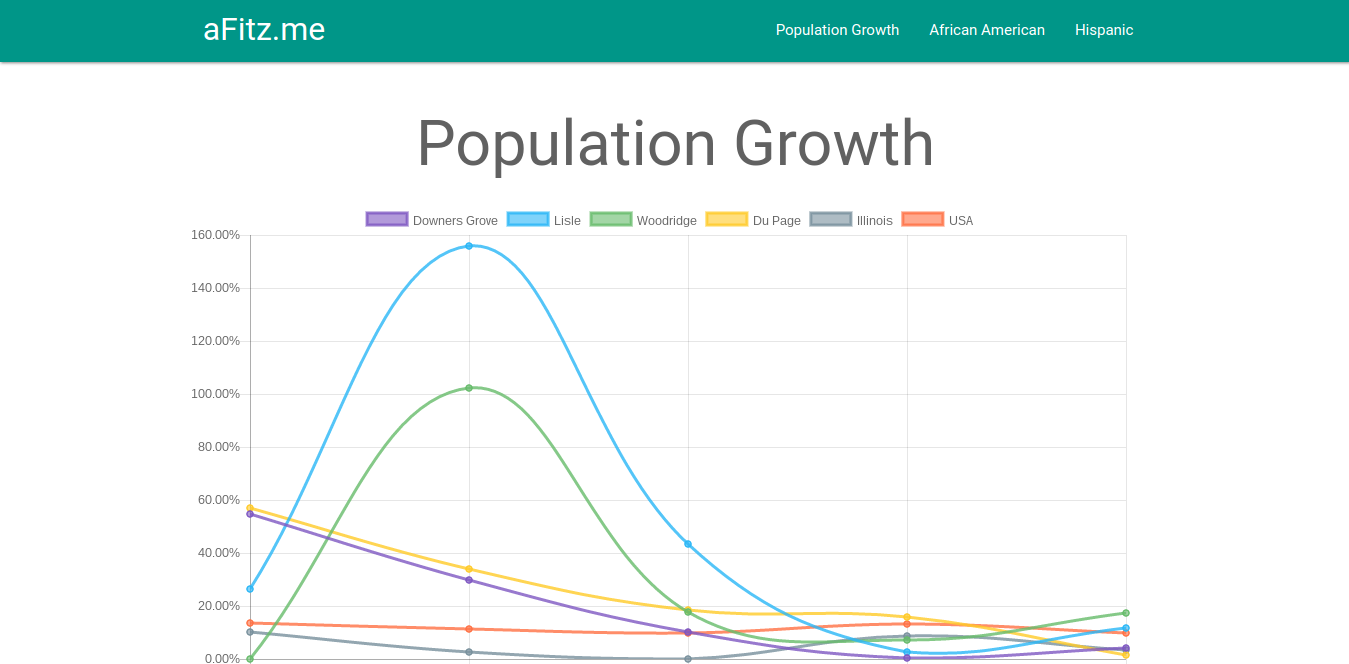 aFitz.me
Population Growth African American Hispanic
Population Growth
Downers Grove Lisle Woodridge Du Page Illinois USA
160.00%
140.00%
120.00%
100.00%
80.00%
60.00%
40.00%
20.00%
0.00%